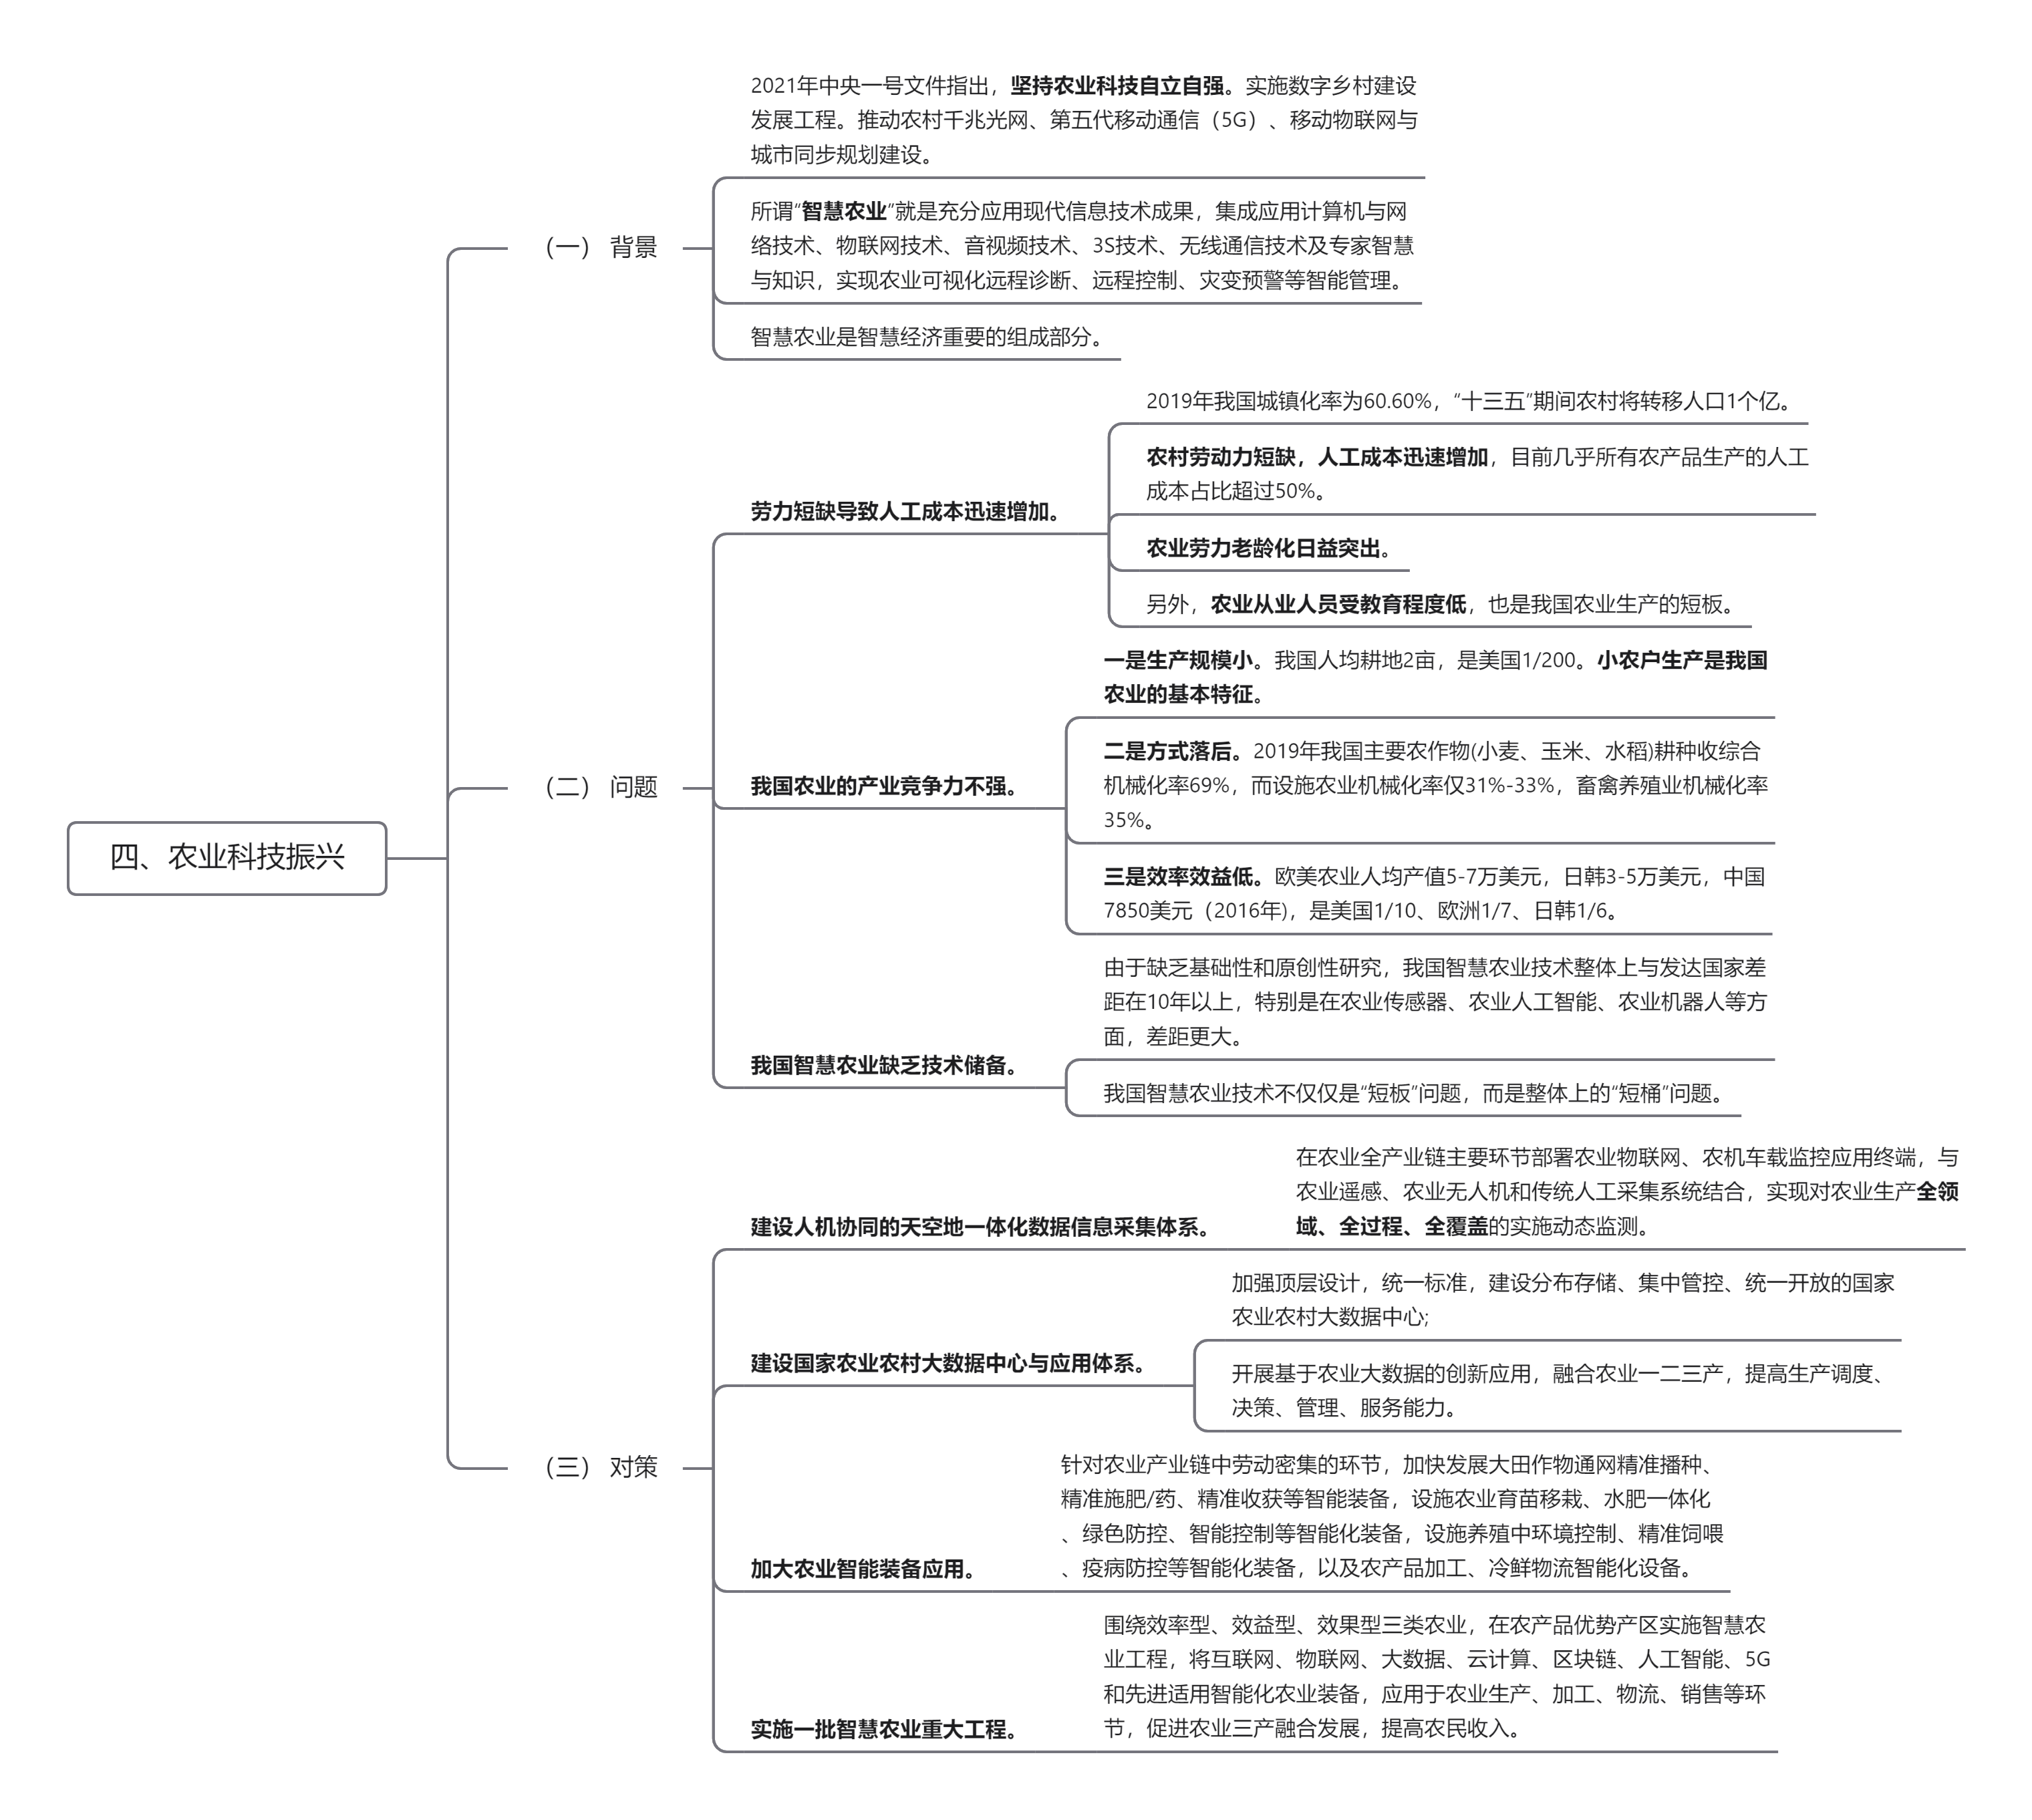 四、农业科技振兴
（一） 背景
2021年中央一号文件指出，坚持农业科技自立自强。实施数字乡村建设
发展工程。推动农村千兆光网、第五代移动通信（5G）、移动物联网与
城市同步规划建设。
所谓“智慧农业”就是充分应用现代信息技术成果，集成应用计算机与网
络技术、物联网技术、音视频技术、3S技术、无线通信技术及专家智慧
与知识，实现农业可视化远程诊断、远程控制、灾变预警等智能管理。
智慧农业是智慧经济重要的组成部分。
（二） 问题
劳力短缺导致人工成本迅速增加。
2019年我国城镇化率为60.60%，“十三五”期间农村将转移人口1个亿。
农村劳动力短缺，人工成本迅速增加，目前几乎所有农产品生产的人工
成本占比超过50%。
农业劳力老龄化日益突出。
另外，农业从业人员受教育程度低，也是我国农业生产的短板。
我国农业的产业竞争力不强。
一是生产规模小。我国人均耕地2亩，是美国1/200。小农户生产是我国
农业的基本特征。
二是方式落后。2019年我国主要农作物(小麦、玉米、水稻)耕种收综合
机械化率69%，而设施农业机械化率仅31%-33%，畜禽养殖业机械化率
35%。
三是效率效益低。欧美农业人均产值5-7万美元，日韩3-5万美元，中国
7850美元（2016年)，是美国1/10、欧洲1/7、日韩1/6。
我国智慧农业缺乏技术储备。
由于缺乏基础性和原创性研究，我国智慧农业技术整体上与发达国家差
距在10年以上，特别是在农业传感器、农业人工智能、农业机器人等方
面，差距更大。
我国智慧农业技术不仅仅是“短板”问题，而是整体上的“短桶”问题。
（三） 对策
建设人机协同的天空地一体化数据信息采集体系。
在农业全产业链主要环节部署农业物联网、农机车载监控应用终端，与
农业遥感、农业无人机和传统人工采集系统结合，实现对农业生产全领
域、全过程、全覆盖的实施动态监测。
建设国家农业农村大数据中心与应用体系。
加强顶层设计，统一标准，建设分布存储、集中管控、统一开放的国家
农业农村大数据中心;
开展基于农业大数据的创新应用，融合农业一二三产，提高生产调度、
决策、管理、服务能力。
加大农业智能装备应用。
针对农业产业链中劳动密集的环节，加快发展大田作物通网精准播种、
精准施肥/药、精准收获等智能装备，设施农业育苗移栽、水肥一体化
、绿色防控、智能控制等智能化装备，设施养殖中环境控制、精准饲喂
、疫病防控等智能化装备，以及农产品加工、冷鲜物流智能化设备。
实施一批智慧农业重大工程。
围绕效率型、效益型、效果型三类农业，在农产品优势产区实施智慧农
业工程，将互联网、物联网、大数据、云计算、区块链、人工智能、5G
和先进适用智能化农业装备，应用于农业生产、加工、物流、销售等环
节，促进农业三产融合发展，提高农民收入。